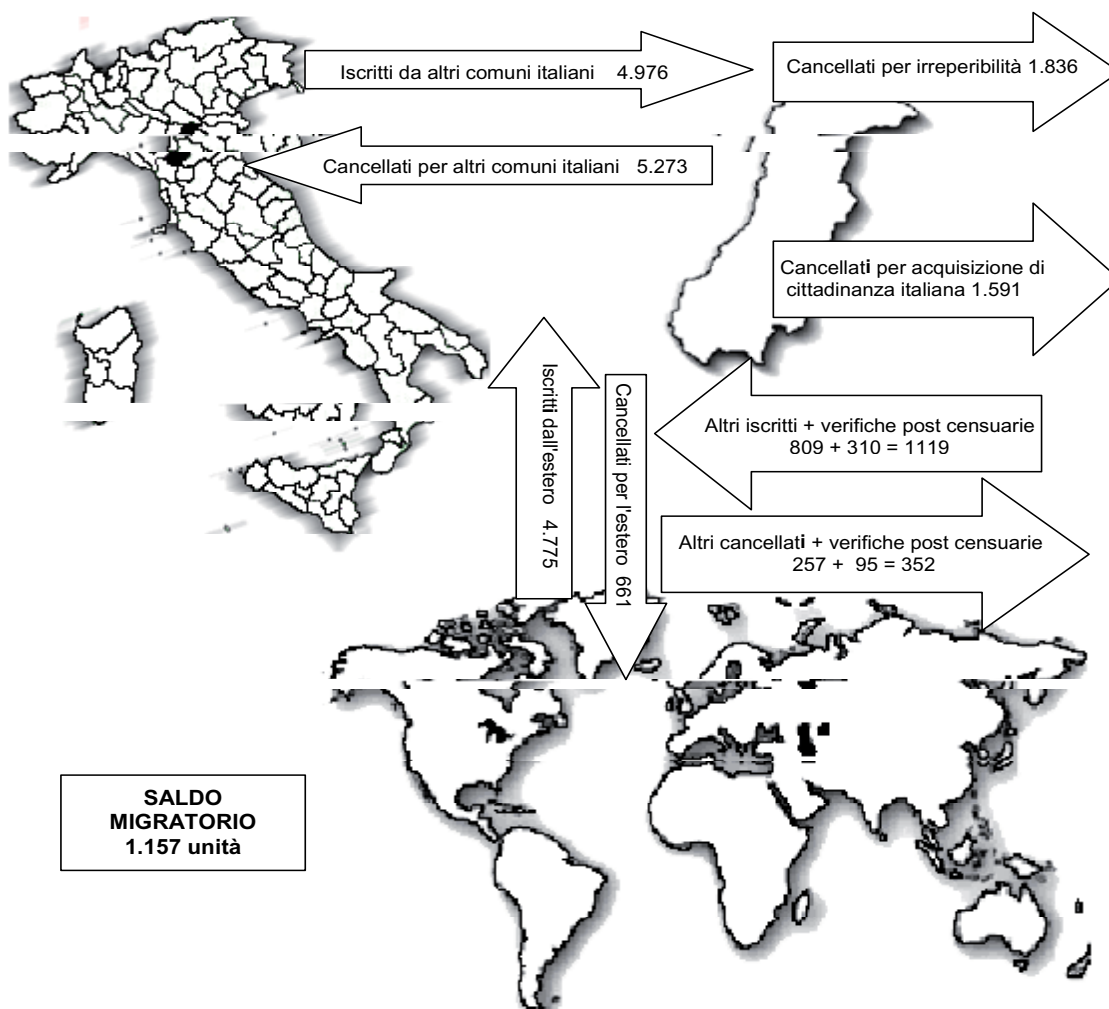 Iscritti da altri comuni italiani 4.976
Cancellati per irreperibilità 1.836
Cancellati per altri comuni italiani 5.273
Cancellati per acquisizione di
cittadinanza italiana 1.591
Iscritti dall'estero 4.775
Cancellati per l'estero 661
Altri iscritti + verifiche post censuarie
809 + 310 = 1119
Altri cancellati + verifiche post censuarie
257 + 95 = 352
SALDO
MIGRATORIO
1.157 unità